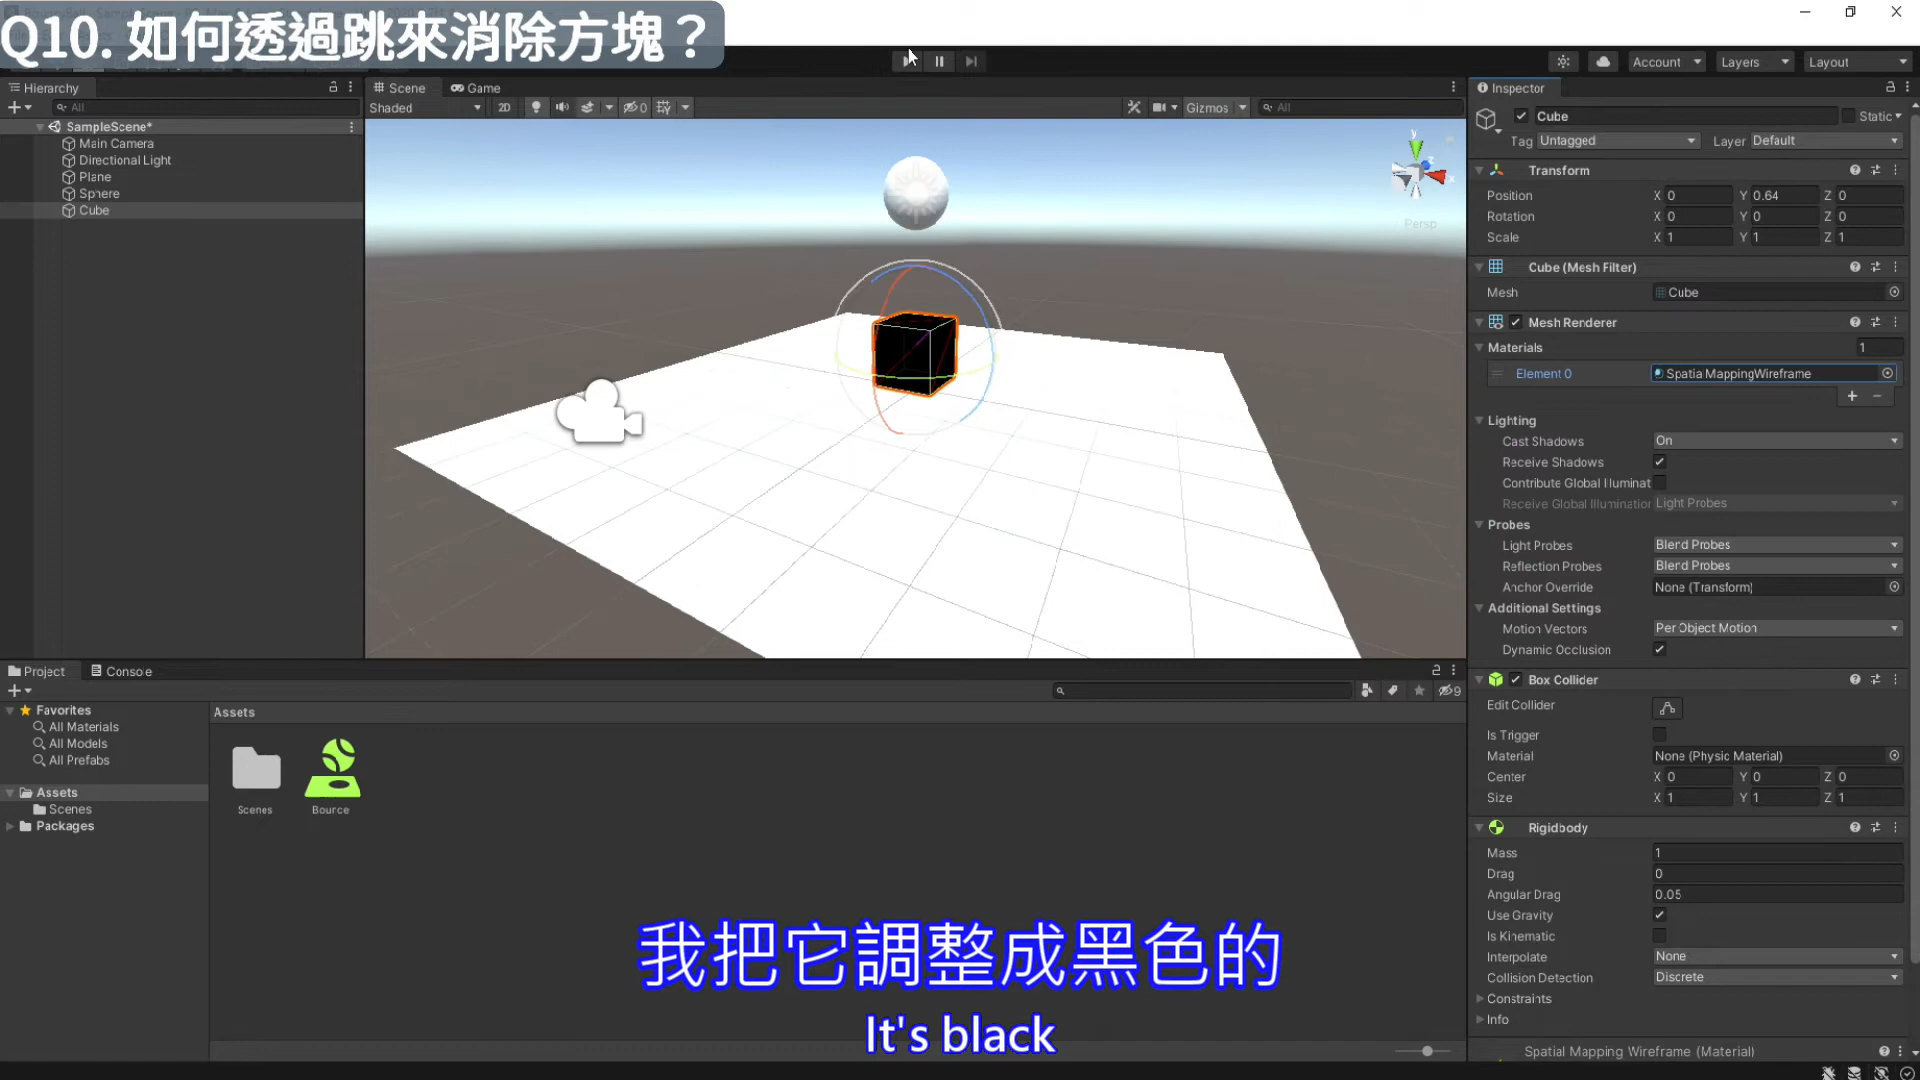 Q10. 如何透過跳來消除方塊？
Account
Layers
Layout
Hierarchy
All
SampleScene*
Main Camera
Directional Light
Plane
Sphere
Cube
Scene
Game
Shaded
2D
0
Gizmos
All
y
x
Persp
Inspector
Cube
Static
Tag Untagged
Layer Default
Transform
Position X 0 Y 0.64 Z 0
Rotation X 0 Y 0 Z 0
Scale X 1 Y 1 Z 1
Cube (Mesh Filter)
Mesh Cube
Mesh Renderer
Materials 1
Element 0 SpatialMappingWireframe
Lighting
Cast Shadows On
Receive Shadows
Contribute Global Illuminat
Receive Global Illumination Light Probes
Probes
Light Probes Blend Probes
Reflection Probes Blend Probes
Anchor Override None (Transform)
Additional Settings
Motion Vectors Per Object Motion
Dynamic Occlusion
Box Collider
Edit Collider
Is Trigger
Material None (Physic Material)
Center X 0 Y 0 Z 0
Size X 1 Y 1 Z 1
Rigidbody
Mass 1
Drag 0
Angular Drag 0.05
Use Gravity
Is Kinematic
Interpolate None
Collision Detection Discrete
Constraints
Info
Spatial Mapping Wireframe (Material)
Project
Console
9
Favorites
All Materials
All Models
All Prefabs
Assets
Scenes
Packages
Assets
Scenes
Bource
我把它調整成黑色的
It's black